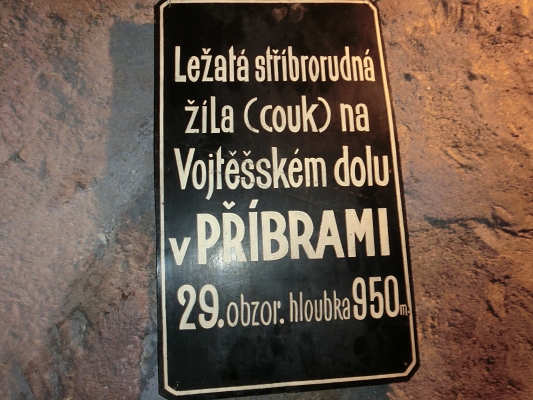 Ležatá stříbrorudná
žíla (couk) na
Vojtěšském dolu
v PŘÍBRAMI
29. obzor. hloubka 950 m.